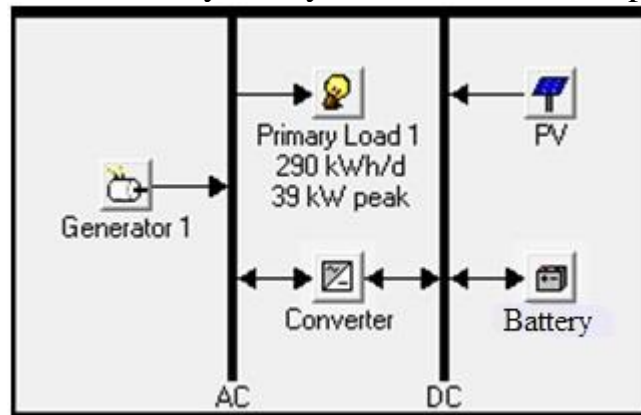 Primary Load 1
290 kWh/d
39 kW peak
PV
Generator 1
Converter
Battery
AC
DC